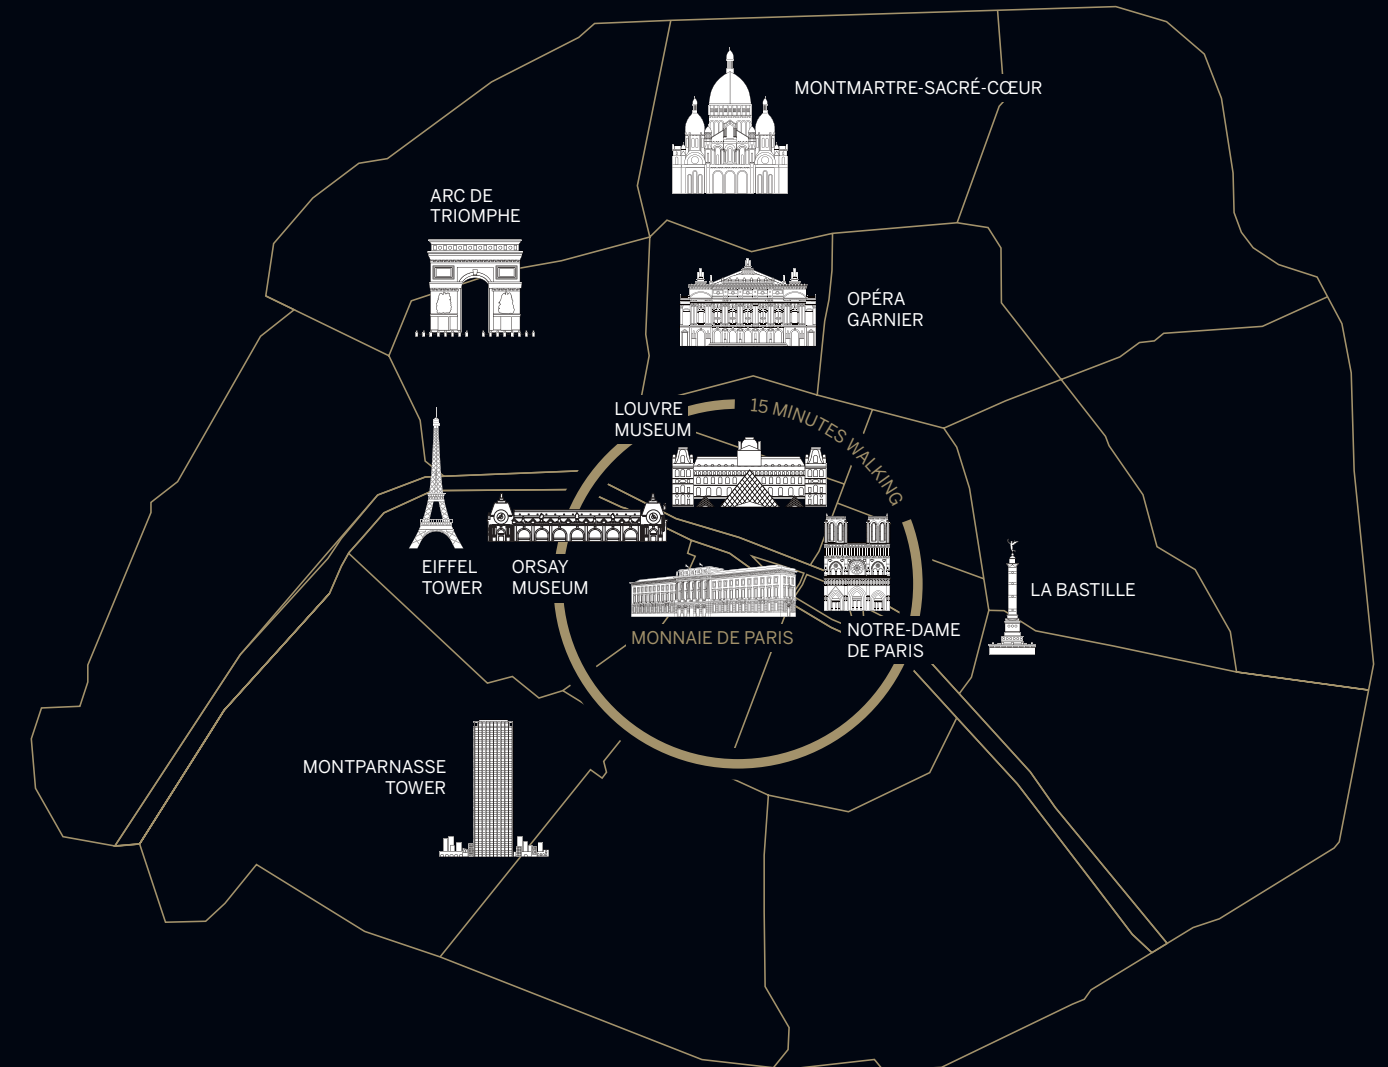 MONTMARTRE-SACRÉ-CŒUR
ARC DE
TRIOMPHE
OPÉRA
GARNIER
LOUVRE
MUSEUM
15 MINUTES WALKING
EIFFEL
TOWER
ORSAY
MUSEUM
LA BASTILLE
MONNAIE DE PARIS
NOTRE-DAME
DE PARIS
MONTPARNASSE
TOWER